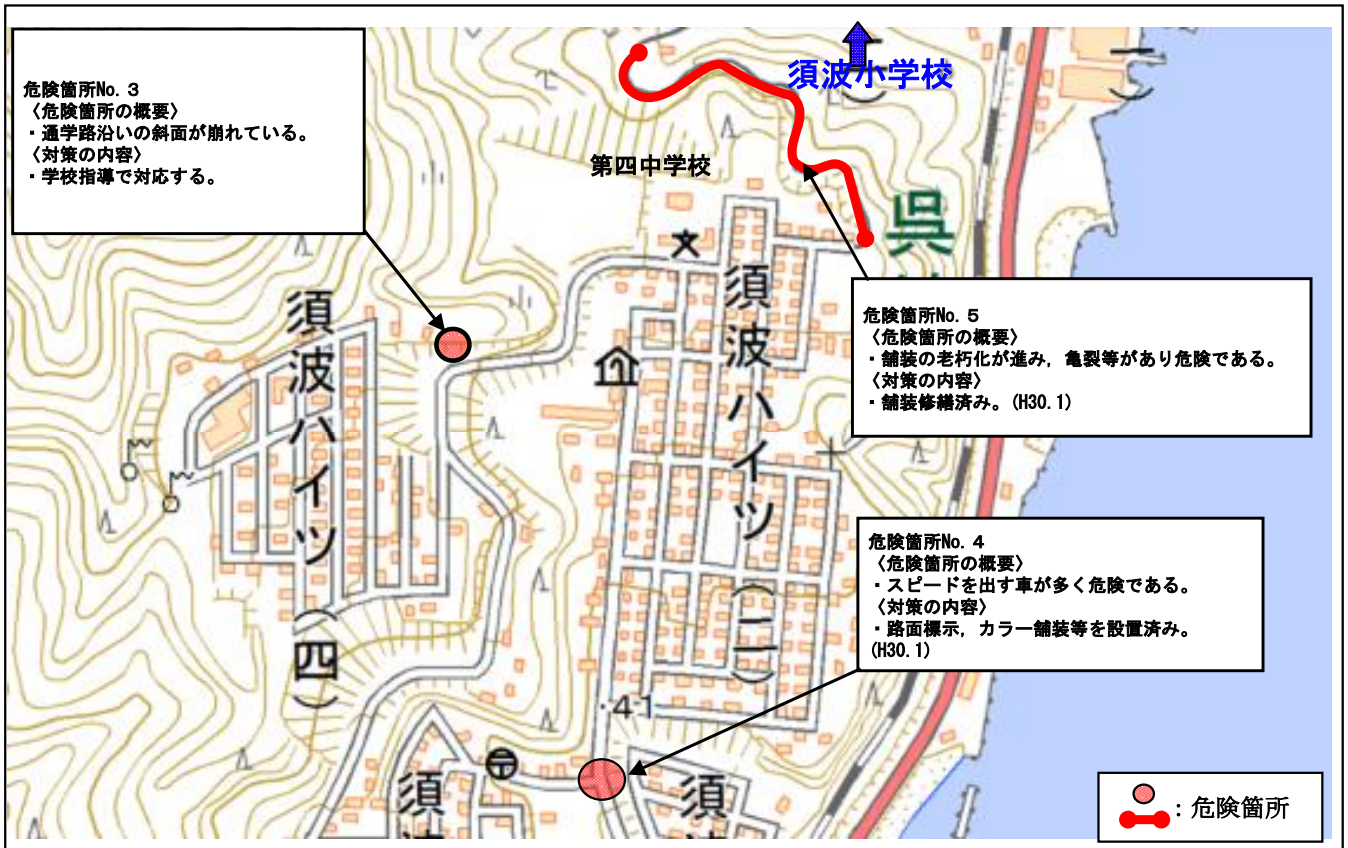 危険箇所No. 3
〈危険箇所の概要〉
・通学路沿いの斜面が崩れている。
〈対策の内容〉
・学校指導で対応する。
須波小学校
第四中学校
呉
危険箇所No. 5
〈危険箇所の概要〉
・舗装の老朽化が進み，亀裂等があり危険である。
〈対策の内容〉
・舗装修繕済み。(H30.1)
須波ハイツ(四)
須波ハイツ(二)
危険箇所No. 4
〈危険箇所の概要〉
・スピードを出す車が多く危険である。
〈対策の内容〉
・路面標示，カラー舗装等を設置済み。
(H30.1)
・41
須
須
：危険箇所